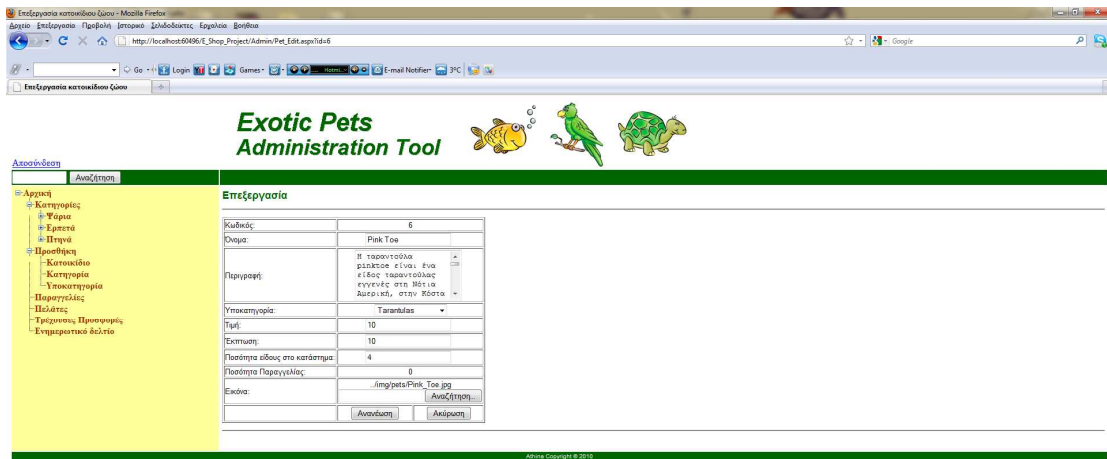 Επεξεργασία κατοικίδιου ζώου - Mozilla Firefox
Αρχείο Επεξεργασία Προβολή Ιστορικό Σελιδοδείκτες Εργαλεία Βοήθεια
http://localhost:60496/E_Shop_Project/Admin/Pet_Edit.aspx?id=6
Google
Go Login Games E-mail Notifier 3°C
Επεξεργασία κατοικίδιου ζώου
Exotic Pets
Administration Tool
Αποσύνδεση
Αναζήτηση
Αρχική
Κατηγορίες
Ψάρια
Ερπετά
Πτηνά
Προσθήκη
Κατοικίδιο
Κατηγορία
Υποκατηγορία
Παραγγελίες
Πελάτες
Τρέχουσες Προσφορές
Ενημερωτικό δελτίο
Επεξεργασία
Κωδικός: 6
Όνομα: Pink Toe
Περιγραφή:
Η ταραντούλα
pinktoe είναι ένα
είδος ταραντούλας
εγγενές στη Νότια
Αμερική, στην Κόστα
Υποκατηγορία: Tarantulas
Τιμή: 10
Έκπτωση: 10
Ποσότητα είδους στο κατάστημα: 4
Ποσότητα Παραγγελίας: 0
Εικόνα: ../img/pets/Pink_Toe.jpg
Αναζήτηση...
Ανανέωση Ακύρωση
Athina Copyright © 2010